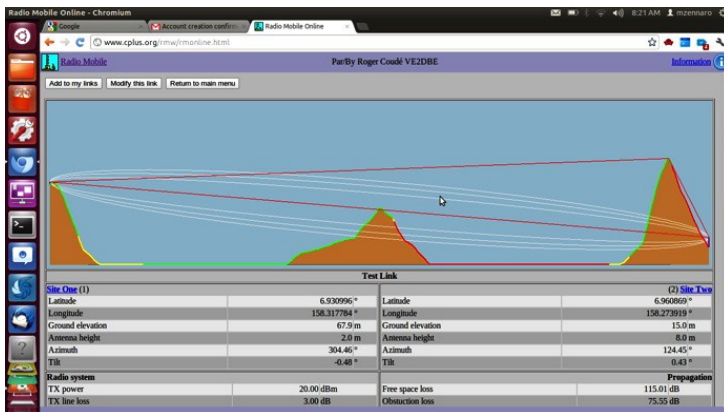 Radio Mobile Online - Chromium
8:21 AM mzennaro
Google
Account creation confire
Radio Mobile Online
www.cplus.org/rmw/rmonline.html
Radio Mobile
Par/By Roger Coudé VE2DBE
Information
Add to my links
Modify this link
Return to main menu
Test Link
Site One (1)
(2) Site Two
Latitude 6.930996 ° Latitude 6.960869 °
Longitude 158.317784 ° Longitude 158.273919 °
Ground elevation 67.9 m Ground elevation 15.0 m
Antenna height 2.0 m Antenna height 8.0 m
Azimuth 304.46 ° Azimuth 124.45 °
Tilt -0.48 ° Tilt 0.43 °
Radio system Propagation
TX power 20.00 dBm Free space loss 115.01 dB
TX line loss 3.00 dB Obstuction loss 75.55 dB